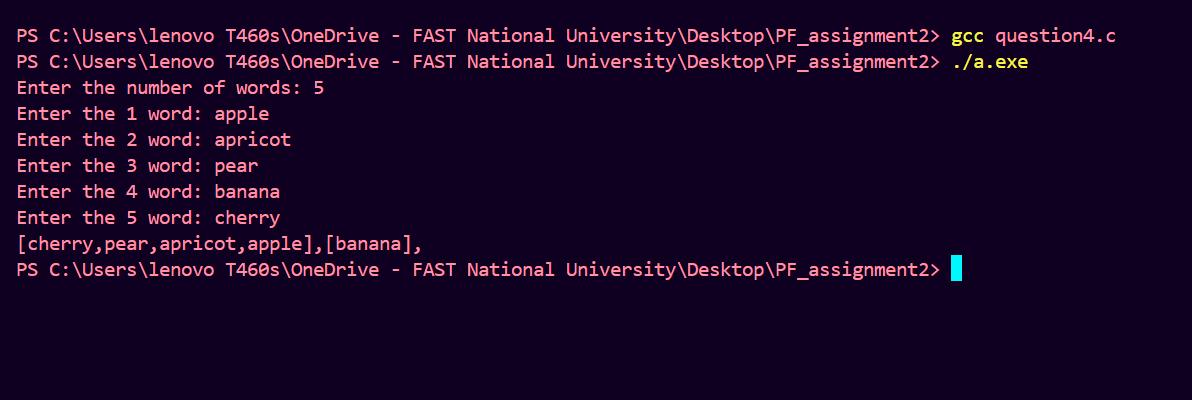 PS C:\Users\lenovo T460s\OneDrive - FAST National University\Desktop\PF_assignment2> gcc question4.c
PS C:\Users\lenovo T460s\OneDrive - FAST National University\Desktop\PF_assignment2> ./a.exe
Enter the number of words: 5
Enter the 1 word: apple
Enter the 2 word: apricot
Enter the 3 word: pear
Enter the 4 word: banana
Enter the 5 word: cherry
[cherry,pear,apricot,apple],[banana],
PS C:\Users\lenovo T460s\OneDrive - FAST National University\Desktop\PF_assignment2>